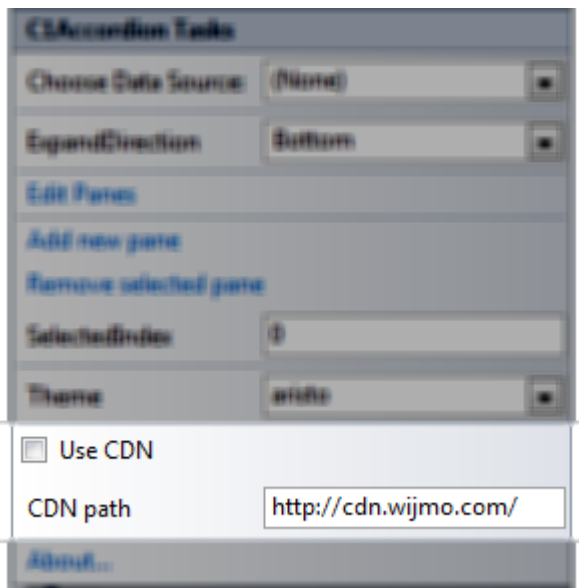 C1Accordion Tasks
Choose Data Source: (None)
ExpandDirection Bottom
Edit Panes
Add new pane
Remove selected pane
SelectedIndex 0
Theme aristo
Use CDN
CDN path http://cdn.wijmo.com/
About...